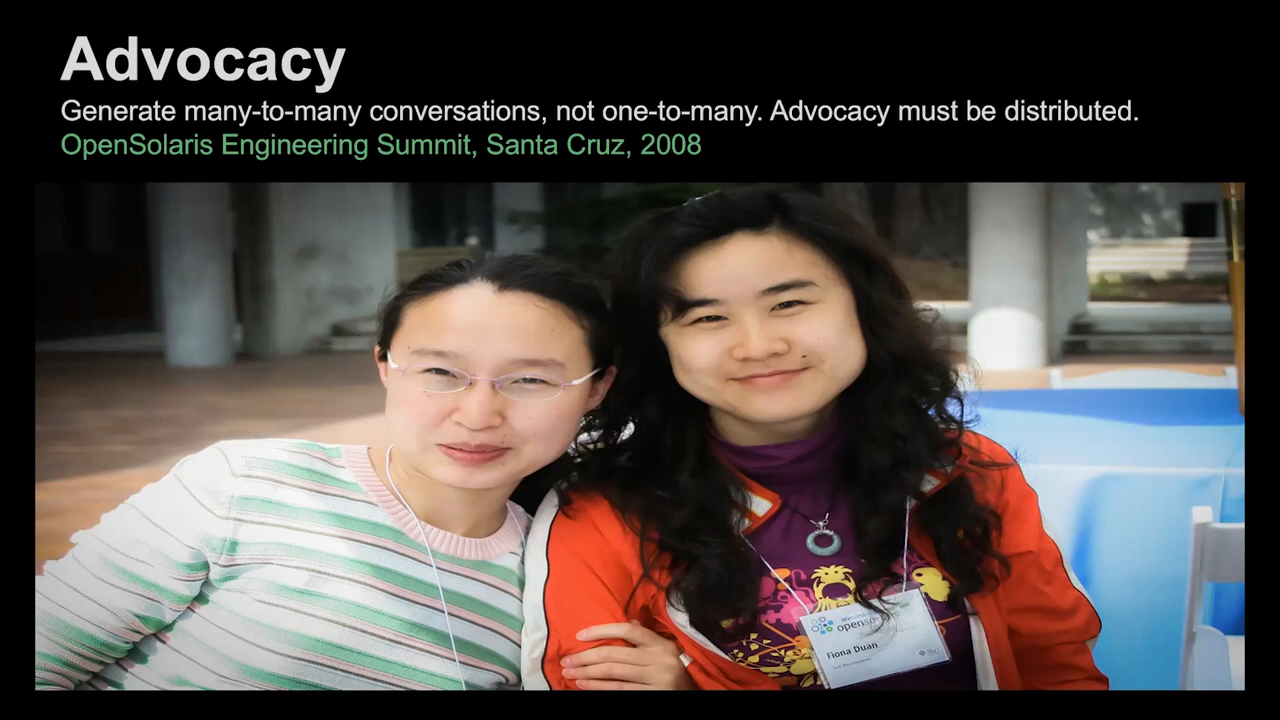 Advocacy
Generate many-to-many conversations, not one-to-many. Advocacy must be distributed.
OpenSolaris Engineering Summit, Santa Cruz, 2008
Fiona Duan
Sun